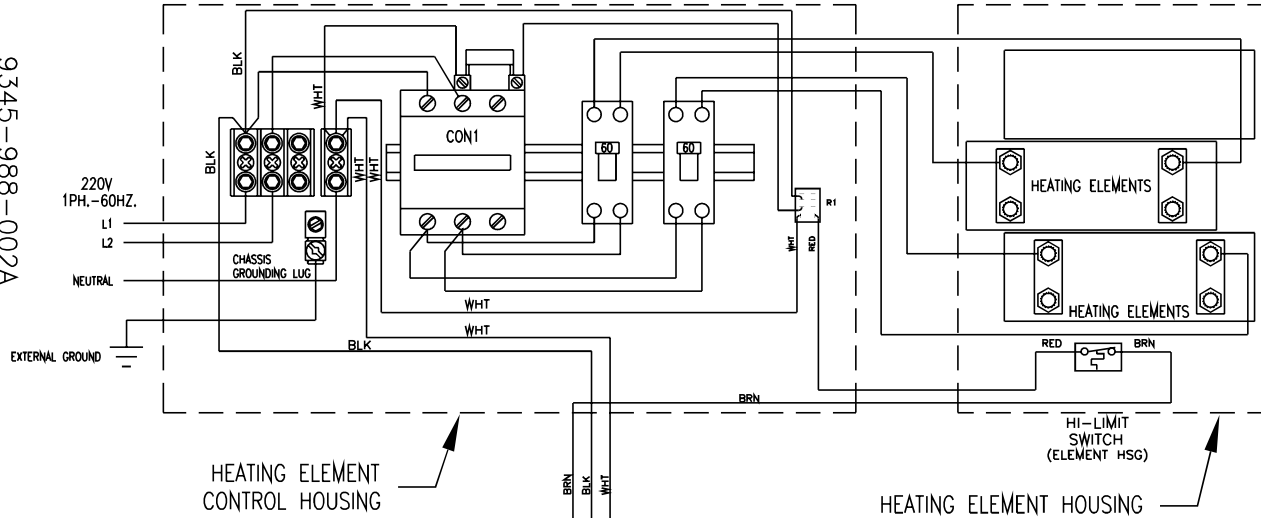 9345-988-002A
BLK
WHT
BLK
WHT
WHT
CON1
60
60
220V
1PH.-60HZ.
L1
L2
NEUTRAL
CHASSIS
GROUNDING LUG
EXTERNAL GROUND
R1
WHT
RED
WHT
WHT
BLK
HEATING ELEMENTS
HEATING ELEMENTS
RED
BRN
BRN
HI-LIMIT
SWITCH
(ELEMENT HSG)
BRN
BLK
WHT
HEATING ELEMENT
CONTROL HOUSING
HEATING ELEMENT HOUSING